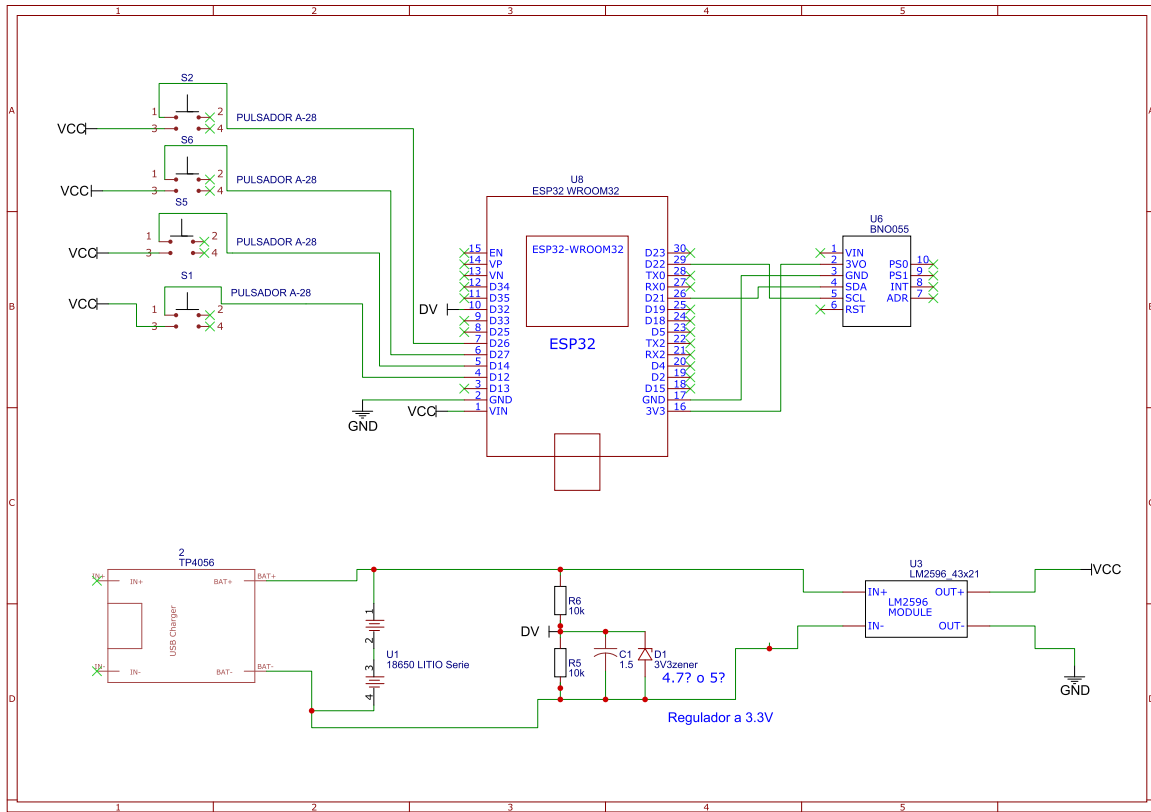 1 2 3 4 5
A
B
C
D
S2
1 2
VCC 3 4
PULSADOR A-28
S6
1 2
VCC 3 4
PULSADOR A-28
S5
1 2
VCC 3 4
PULSADOR A-28
S1
1 2
VCC 3 4
PULSADOR A-28
U8
ESP32 WROOM32
ESP32-WROOM32
ESP32
15 EN
14 VP
13 VN
12 D34
11 D35
DV 10 D32
9 D33
8 D25
7 D26
6 D27
5 D14
4 D12
3 D13
2 GND
VCC 1 VIN
GND
D23 30
D22 29
TX0 28
RX0 27
D21 26
D19 25
D18 24
D5 23
TX2 22
RX2 21
D4 20
D2 19
D15 18
GND 17
3V3 16
U6
BNO055
1 VIN
2 3VO
3 GND
4 SDA
5 SCL
6 RST
PS0 10
PS1 9
INT 8
ADR 7
2
TP4056
IN+ IN+
IN- IN-
BAT+ BAT+
BAT- BAT-
USB Charger
1
2
3
4
U1
18650 LITIO Serie
R6
10k
DV
R5
10k
C1
1.5
D1
3V3zener
4.7? o 5?
Regulador a 3.3V
U3
LM2596_43x21
LM2596
MODULE
IN+ OUT+
IN- OUT-
VCC
GND
1 2 3 4 5